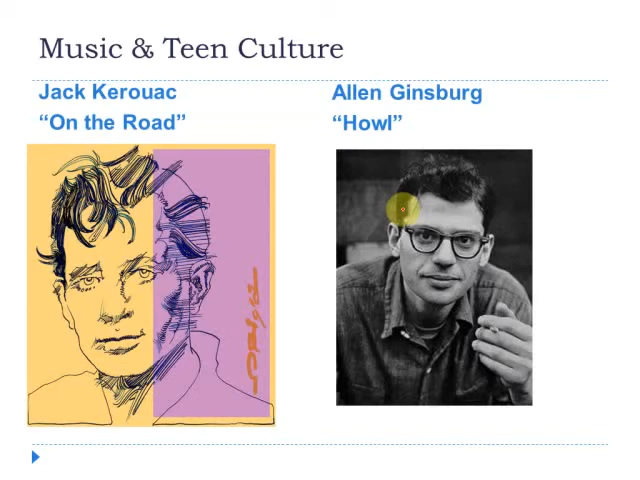 Music & Teen Culture
Jack Kerouac
“On the Road”
Allen Ginsburg
“Howl”